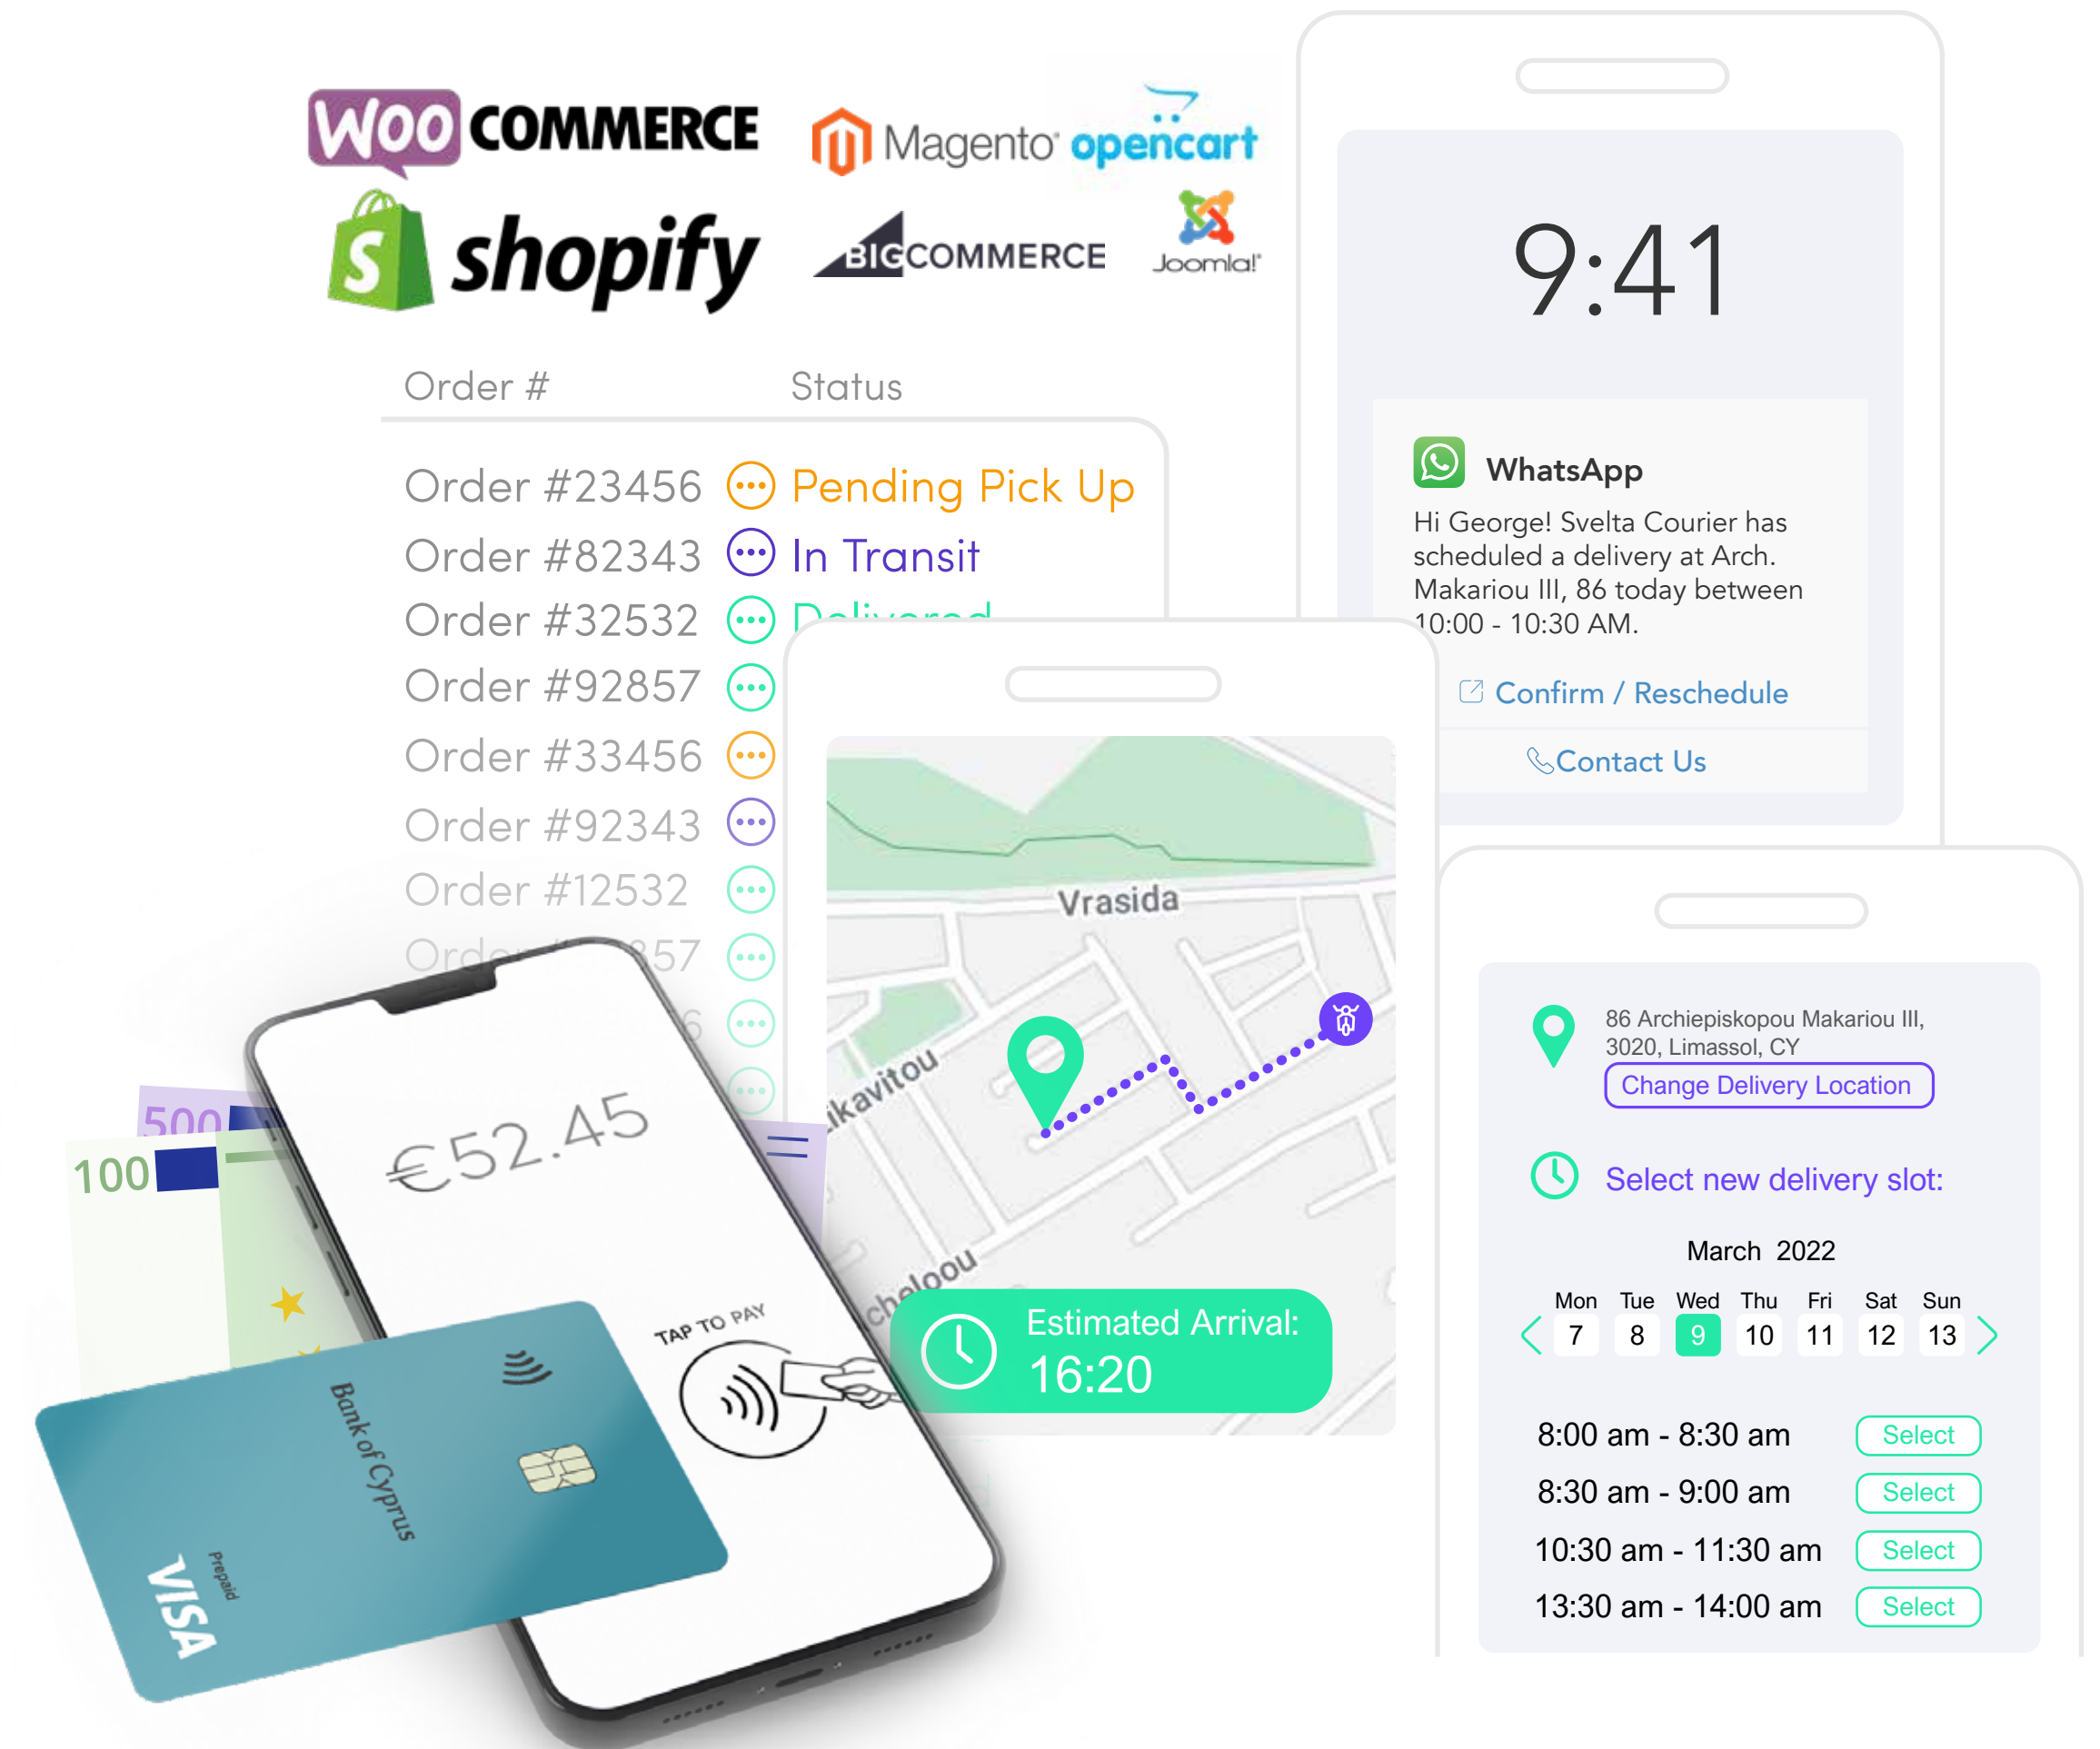 WOO COMMERCE
Magento
opencart
shopify
BIGCOMMERCE
Joomla!
Order # Status
Order #23456 Pending Pick Up
Order #82343 In Transit
Order #32532 Delivered
Order #92857
Order #33456
Order #92343
Order #12532
9:41
WhatsApp
Hi George! Svelta Courier has
scheduled a delivery at Arch.
Makariou III, 86 today between
10:00 - 10:30 AM.
Confirm / Reschedule
Contact Us
Vrasida
Estimated Arrival:
16:20
86 Archiepiskopou Makariou III,
3020, Limassol, CY
Change Delivery Location
Select new delivery slot:
March 2022
Mon Tue Wed Thu Fri Sat Sun
7 8 9 10 11 12 13
8:00 am - 8:30 am Select
8:30 am - 9:00 am Select
10:30 am - 11:30 am Select
13:30 am - 14:00 am Select
500
100
€52.45
TAP TO PAY
Bank of Cyprus
Prepaid
VISA